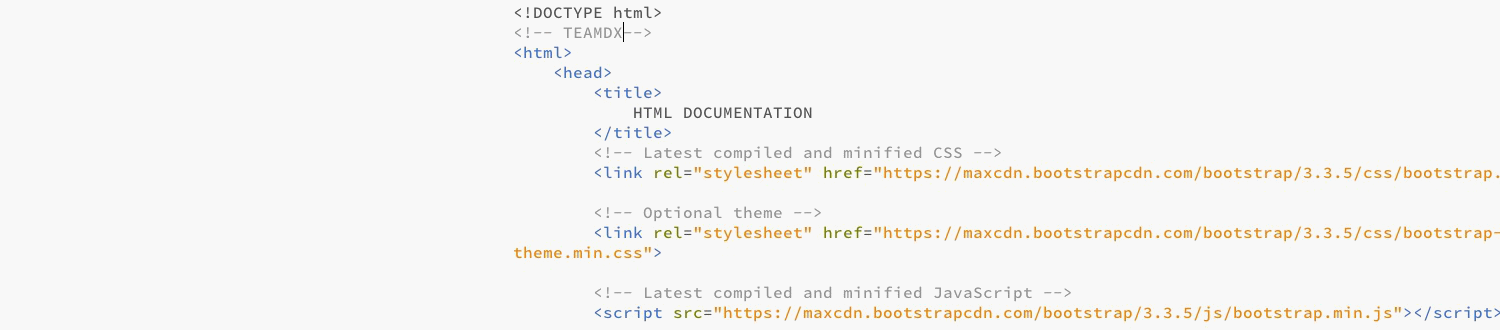 <!DOCTYPE html>
<!-- TEAMDX-->
<html>
<head>
<title>
HTML DOCUMENTATION
</title>
<!-- Latest compiled and minified CSS -->
<link rel="stylesheet" href="https://maxcdn.bootstrapcdn.com/bootstrap/3.3.5/css/bootstrap.
<!-- Optional theme -->
<link rel="stylesheet" href="https://maxcdn.bootstrapcdn.com/bootstrap/3.3.5/css/bootstrap-
theme.min.css">
<!-- Latest compiled and minified JavaScript -->
<script src="https://maxcdn.bootstrapcdn.com/bootstrap/3.3.5/js/bootstrap.min.js"></script>